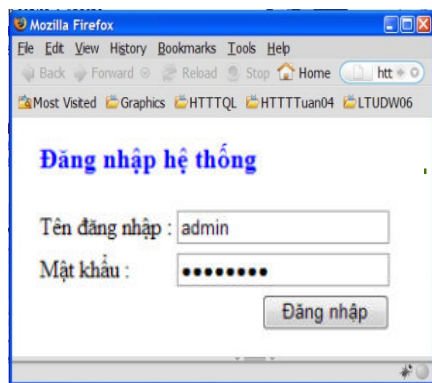 Mozilla Firefox
File Edit View History Bookmarks Tools Help
Back Forward Reload Stop Home htt
Most Visited Graphics HTTTQL HTTTTuan04 LTUDW06
Đăng nhập hệ thống
Tên đăng nhập : admin
Mật khẩu : ••••••••
Đăng nhập